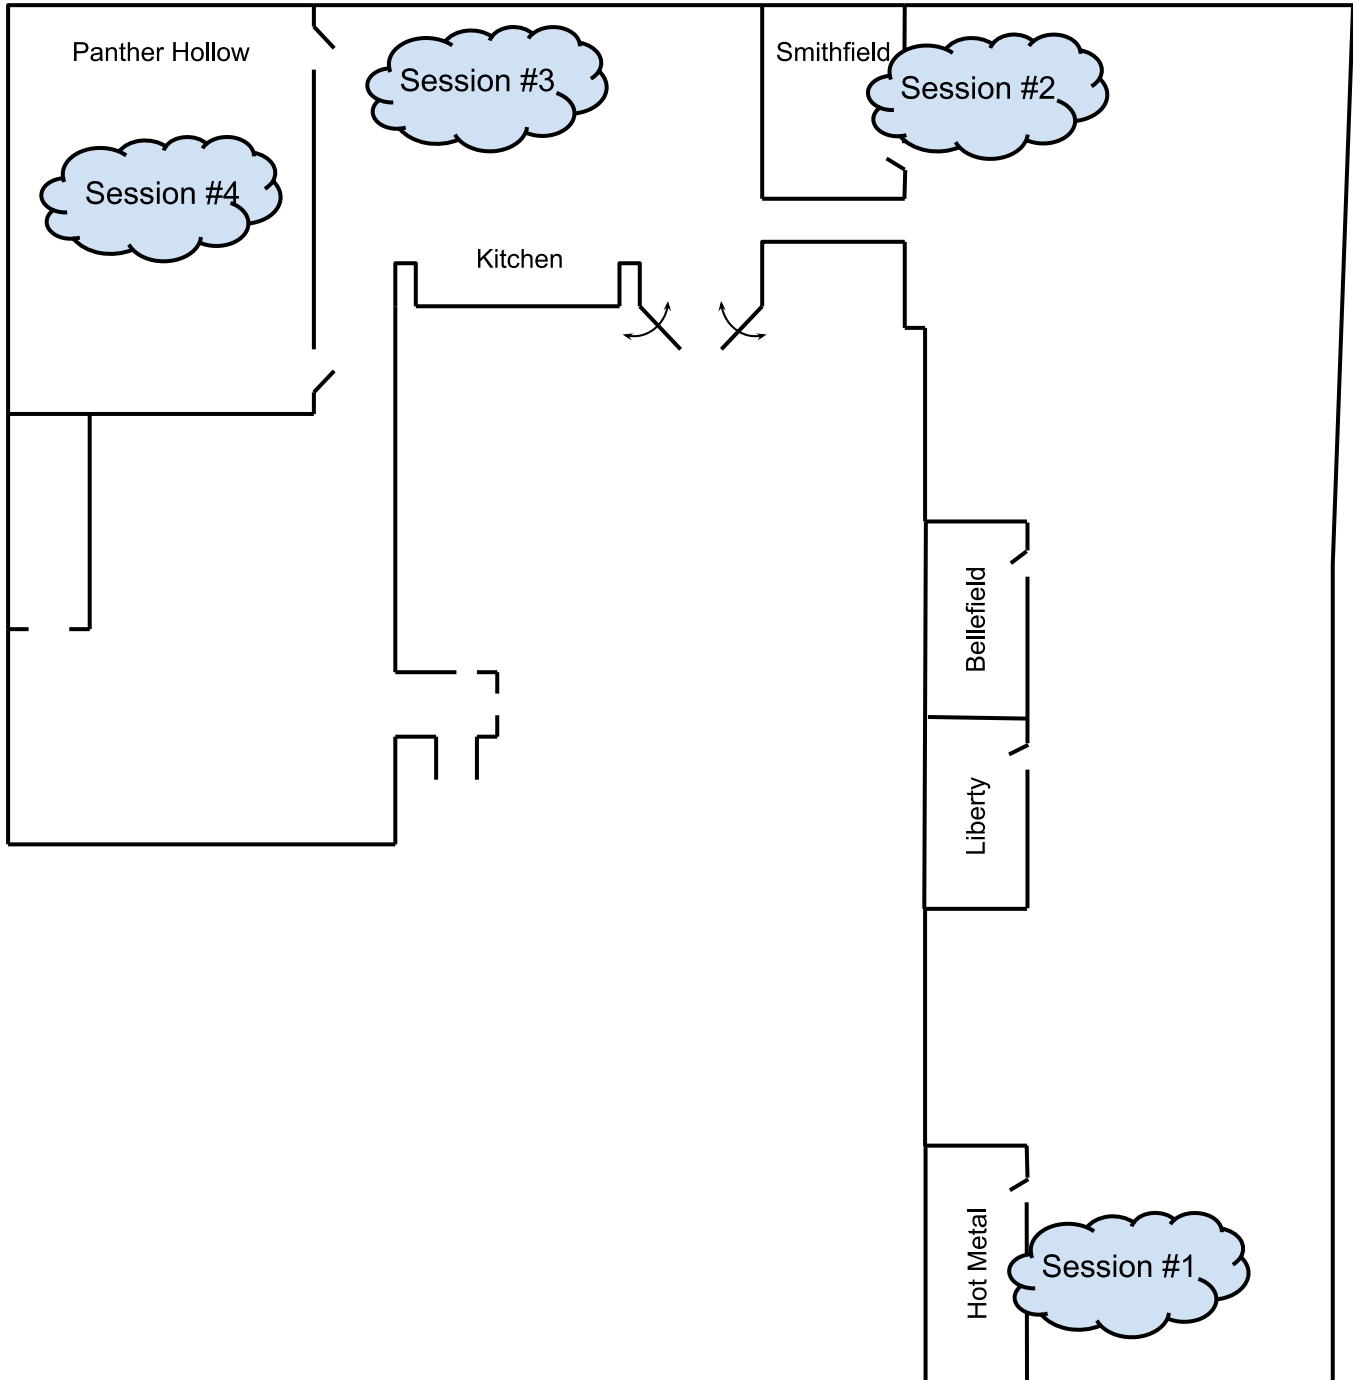 Panther Hollow
Session #3
Smithfield
Session #2
Session #4
Kitchen
Bellefield
Liberty
Hot Metal
Session #1